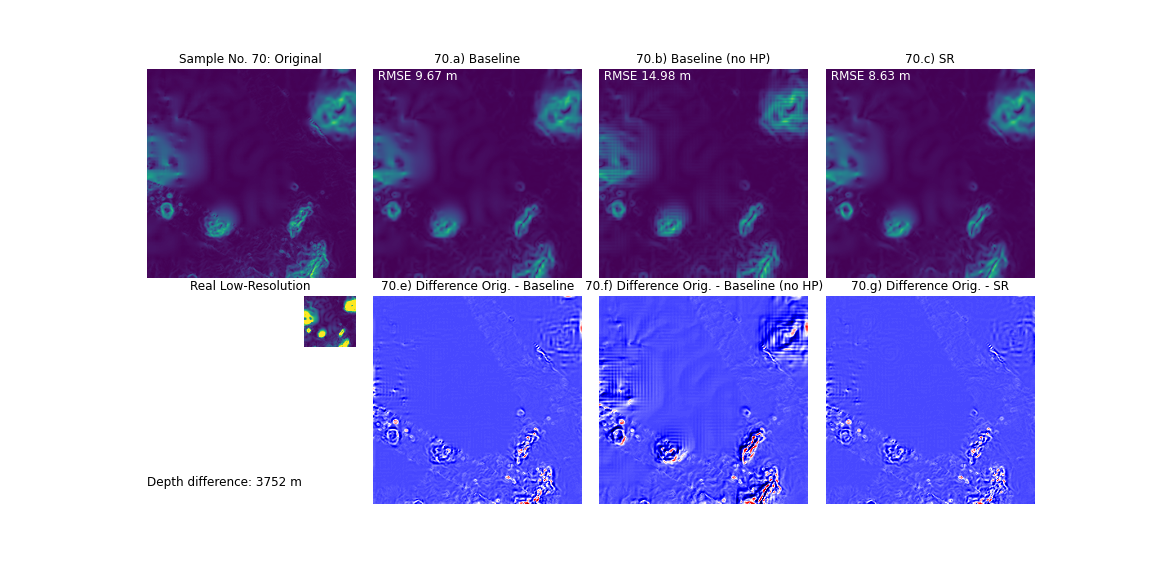 Sample No. 70: Original
70.a) Baseline
70.b) Baseline (no HP)
70.c) SR
RMSE 9.67 m
RMSE 14.98 m
RMSE 8.63 m
Real Low-Resolution
70.e) Difference Orig. - Baseline
70.f) Difference Orig. - Baseline (no HP)
70.g) Difference Orig. - SR
Depth difference: 3752 m